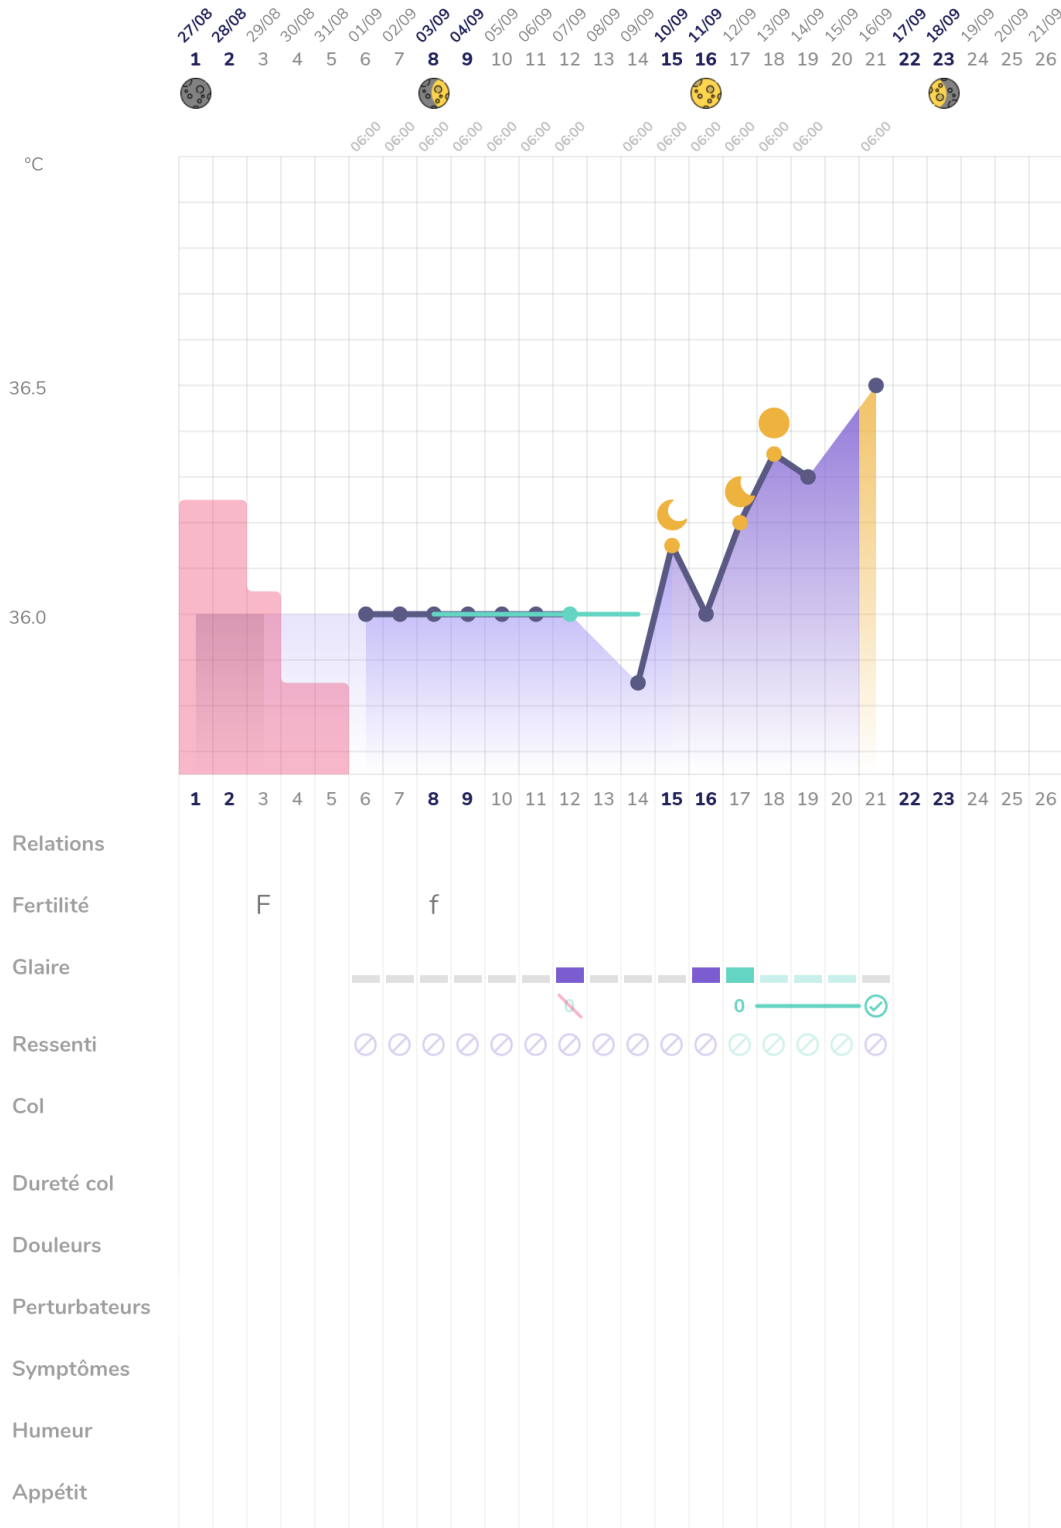 27/08 28/08 29/08 30/08 31/08 01/09 02/09 03/09 04/09 05/09 06/09 07/09 08/09 09/09 10/09 11/09 12/09 13/09 14/09 15/09 16/09 17/09 18/09 19/09 20/09 21/09
1 2 3 4 5 6 7 8 9 10 11 12 13 14 15 16 17 18 19 20 21 22 23 24 25 26
06:00 06:00 06:00 06:00 06:00 06:00 06:00 06:00 06:00 06:00 06:00 06:00 06:00 06:00
°C
36.5
36.0
1 2 3 4 5 6 7 8 9 10 11 12 13 14 15 16 17 18 19 20 21 22 23 24 25 26
Relations
Fertilité F f
Glaire
0 0
Ressenti
Col
Dureté col
Douleurs
Perturbateurs
Symptômes
Humeur
Appétit